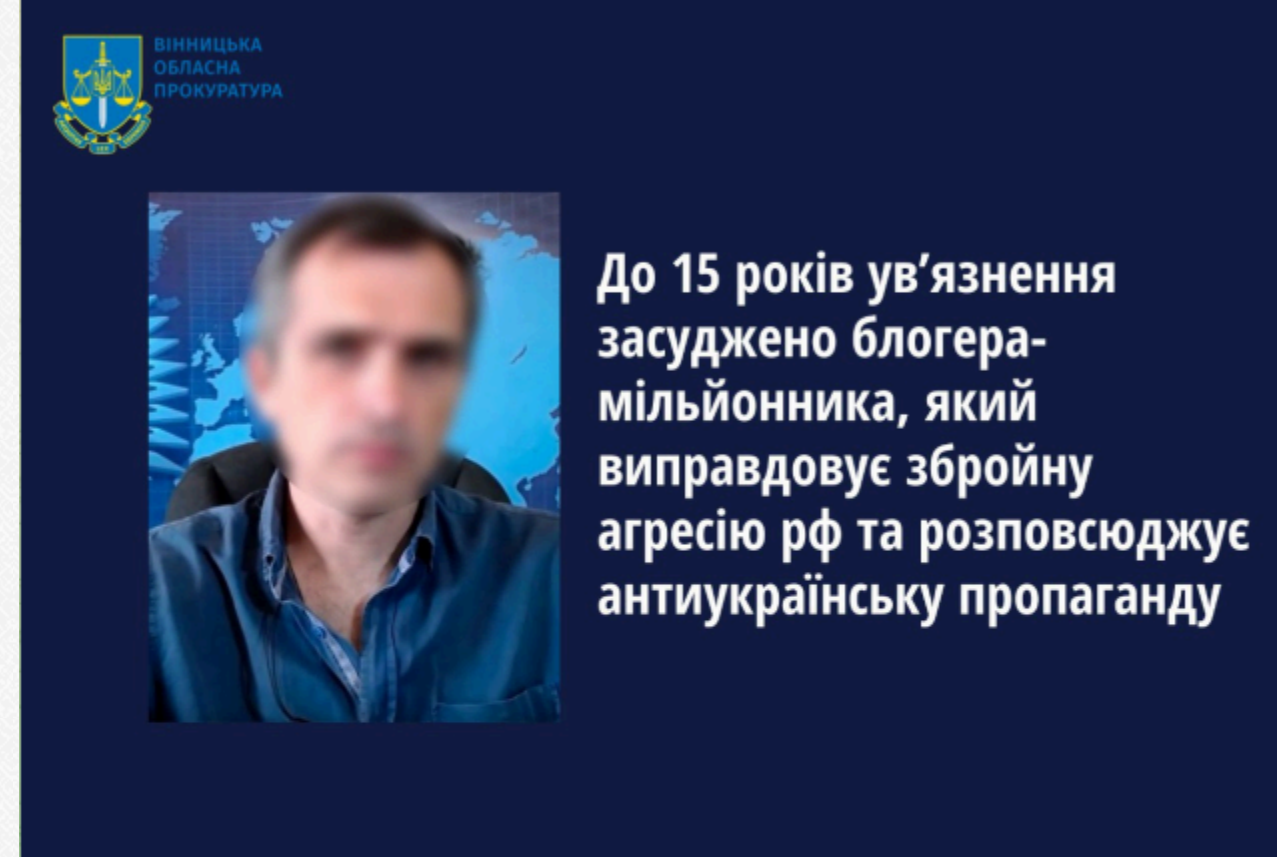 ВІННИЦЬКА
ОБЛАСНА
ПРОКУРАТУРА
До 15 років ув’язнення
засуджено блогера-
мільйонника, який
виправдовує збройну
агресію рф та розповсюджує
антиукраїнську пропаганду